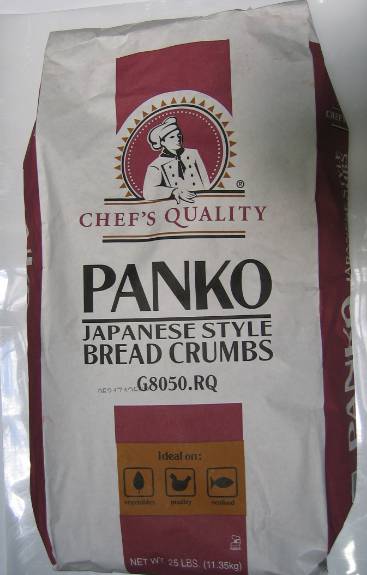 ®
CHEF'S QUALITY
PANKO
JAPANESE STYLE
BREAD CRUMBS
G8050.RQ
Ideal on:
vegetables poultry seafood
NET WT. 25 LBS. (11.35kg)
PANKO